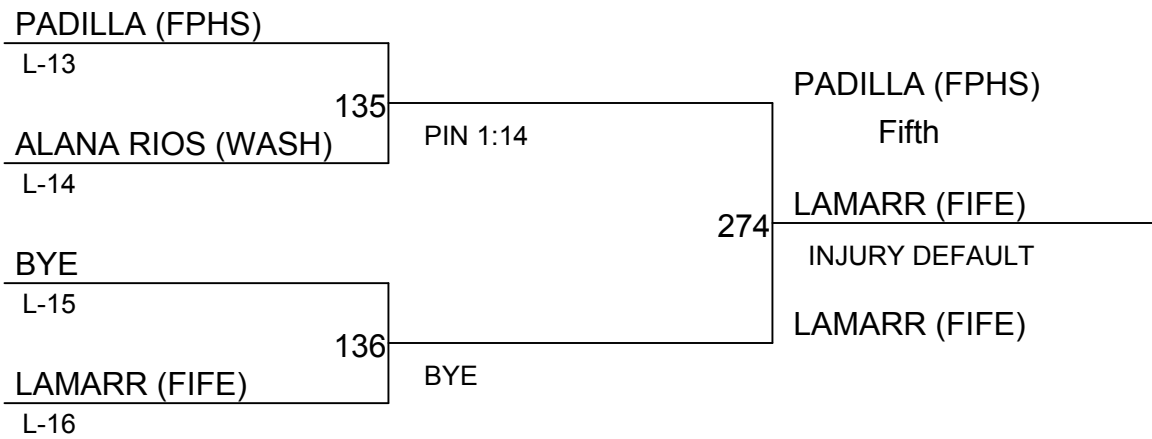 PADILLA (FPHS)
L-13
135
ALANA RIOS (WASH)
L-14
PIN 1:14
PADILLA (FPHS)
Fifth
274
LAMARR (FIFE)
INJURY DEFAULT
BYE
L-15
136
LAMARR (FIFE)
L-16
BYE
LAMARR (FIFE)